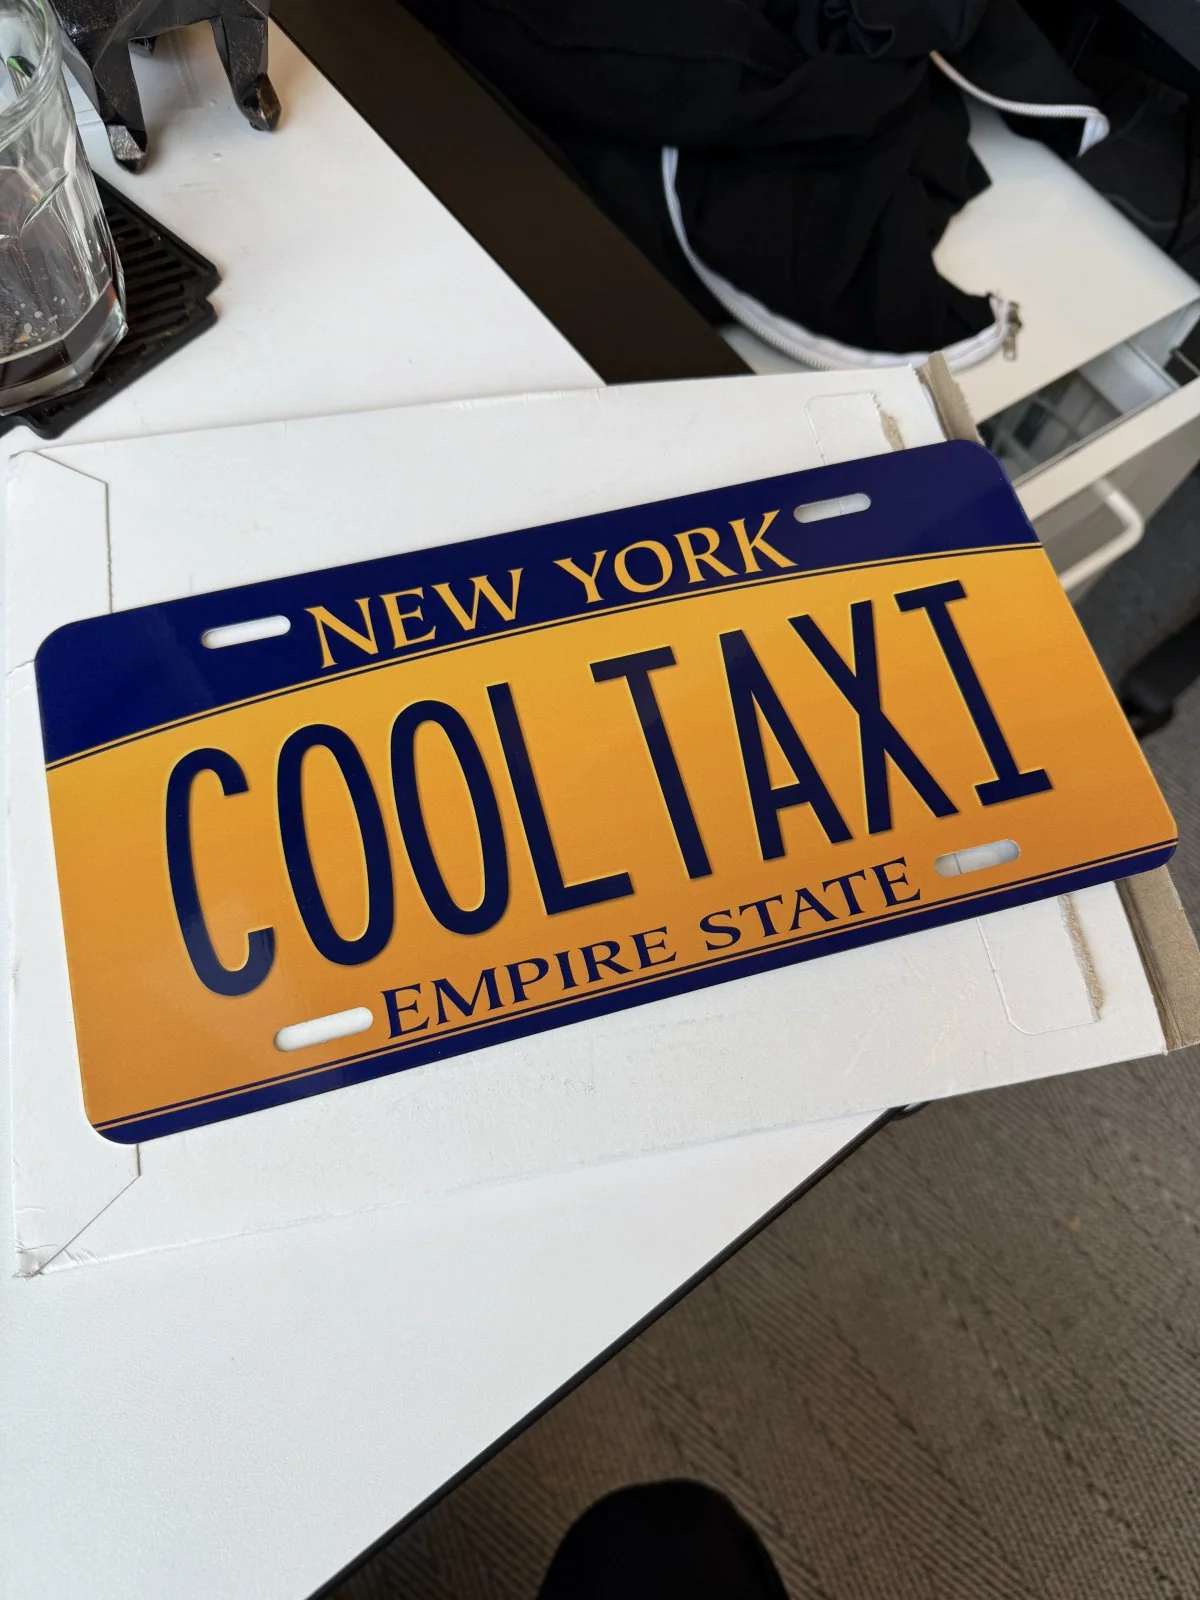 NEW YORK
COOLTAXI
EMPIRE STATE